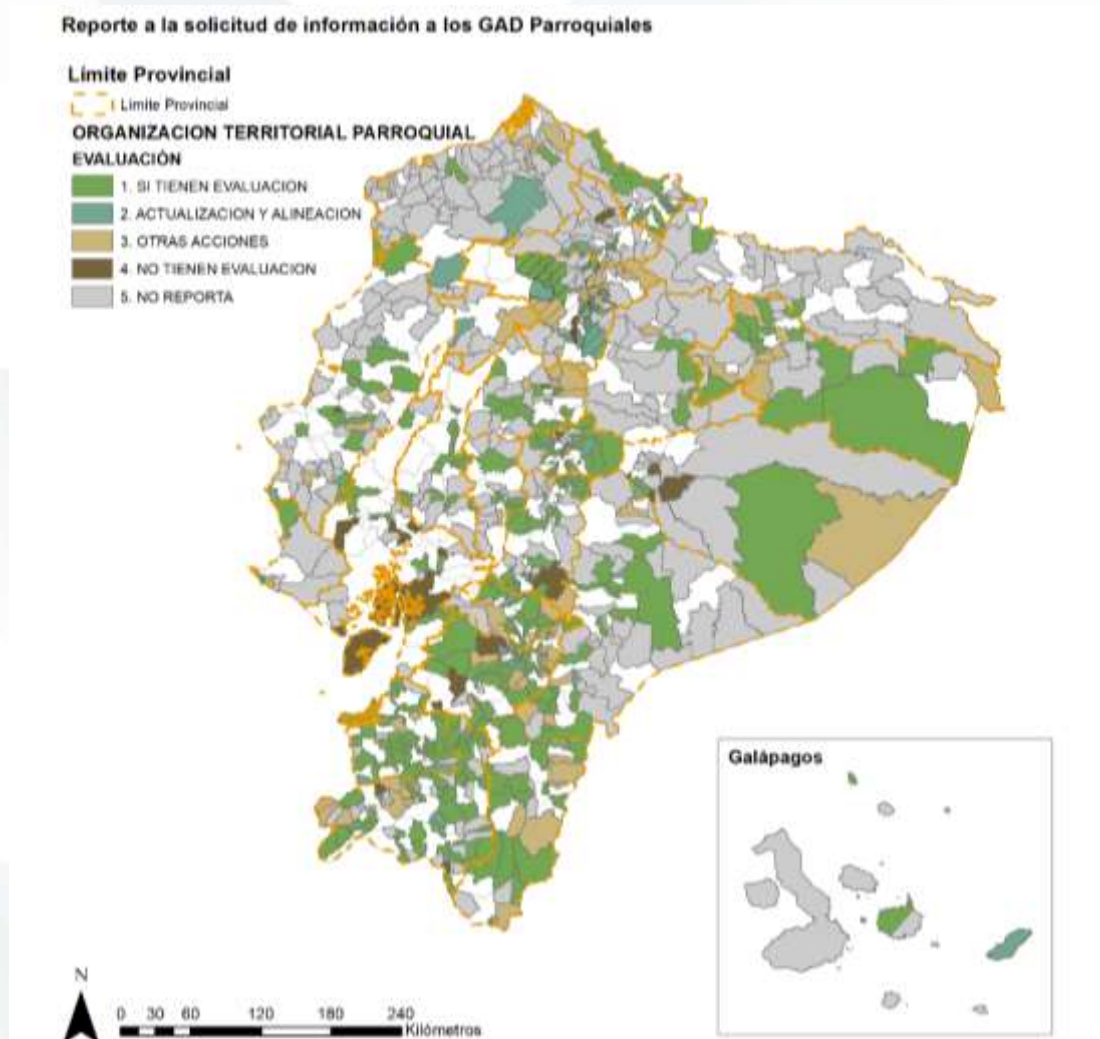 Reporte a la solicitud de información a los GAD Parroquiales
Límite Provincial
Limite Provincial
ORGANIZACION TERRITORIAL PARROQUIAL
EVALUACIÓN
1. SI TIENEN EVALUACION
2. ACTUALIZACION Y ALINEACION
3. OTRAS ACCIONES
4. NO TIENEN EVALUACION
5. NO REPORTA
Galápagos
N
0 30 60 120 180 240
Kilómetros